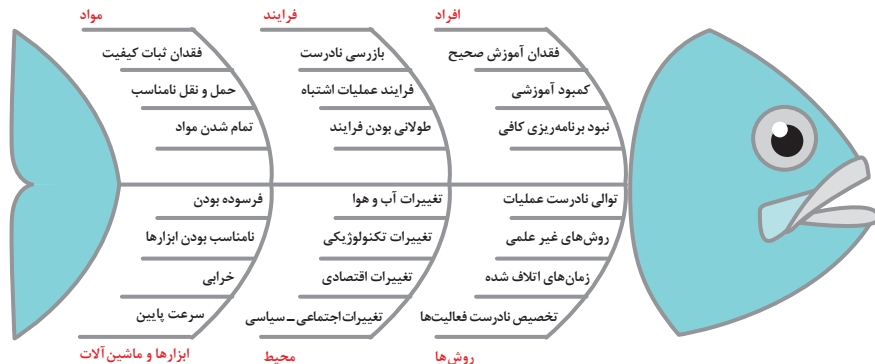 افراد
فقدان آموزش صحیح
کمبود آموزشی
نبود برنامه‌ریزی کافی
فرایند
بازرسی نادرست
فرایند عملیات اشتباه
طولانی بودن فرایند
مواد
فقدان ثبات کیفیت
حمل و نقل نامناسب
تمام شدن مواد
توالی نادرست عملیات
روش‌های غیر علمی
زمان‌های اتلاف شده
تخصیص نادرست فعالیت‌ها
روش‌ها
تغییرات آب و هوا
تغییرات تکنولوژیکی
تغییرات اقتصادی
تغییرات اجتماعی ــ سیاسی
محیط
فرسوده بودن
نامناسب بودن ابزارها
خرابی
سرعت پایین
ابزارها و ماشین آلات